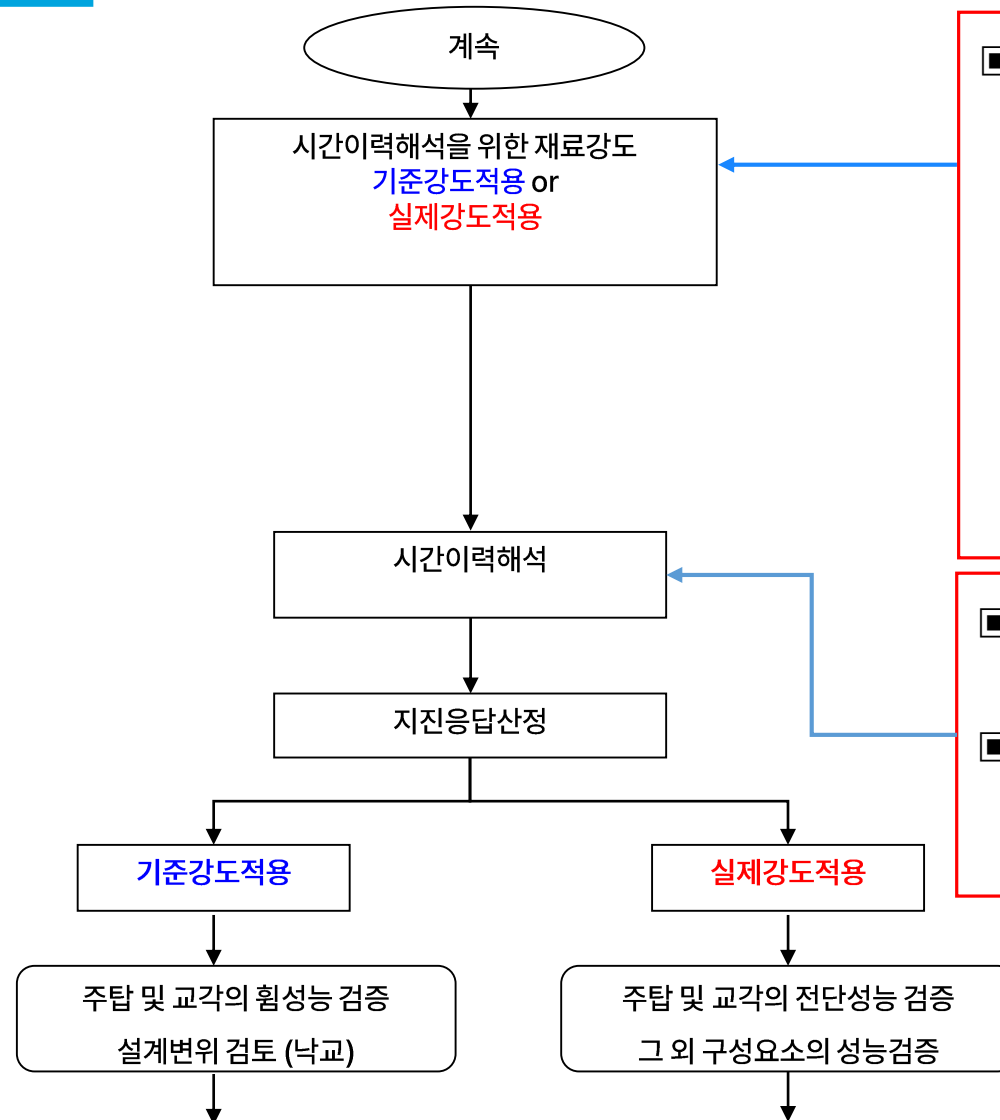 계속
시간이력해석을 위한 재료강도
기준강도적용 or
실제강도적용
시간이력해석
지진응답산정
기준강도적용
실제강도적용
주탑 및 교각의 휨성능 검증
설계변위 검토 (낙교)
주탑 및 교각의 전단성능 검증
그 외 구성요소의 성능검증